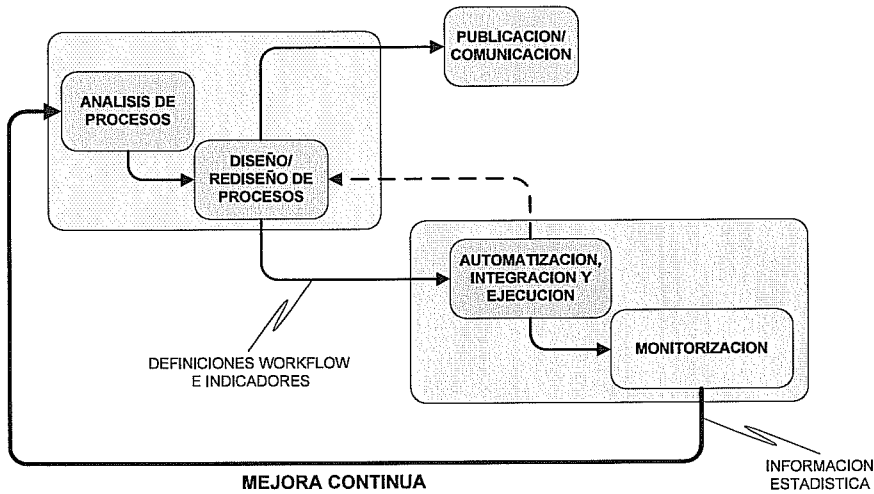 PUBLICACION/
COMUNICACION
ANALISIS DE
PROCESOS
DISEÑO/
REDISEÑO DE
PROCESOS
AUTOMATIZACION,
INTEGRACION Y
EJECUCION
MONITORIZACION
DEFINICIONES WORKFLOW
E INDICADORES
INFORMACION
ESTADISTICA
MEJORA CONTINUA